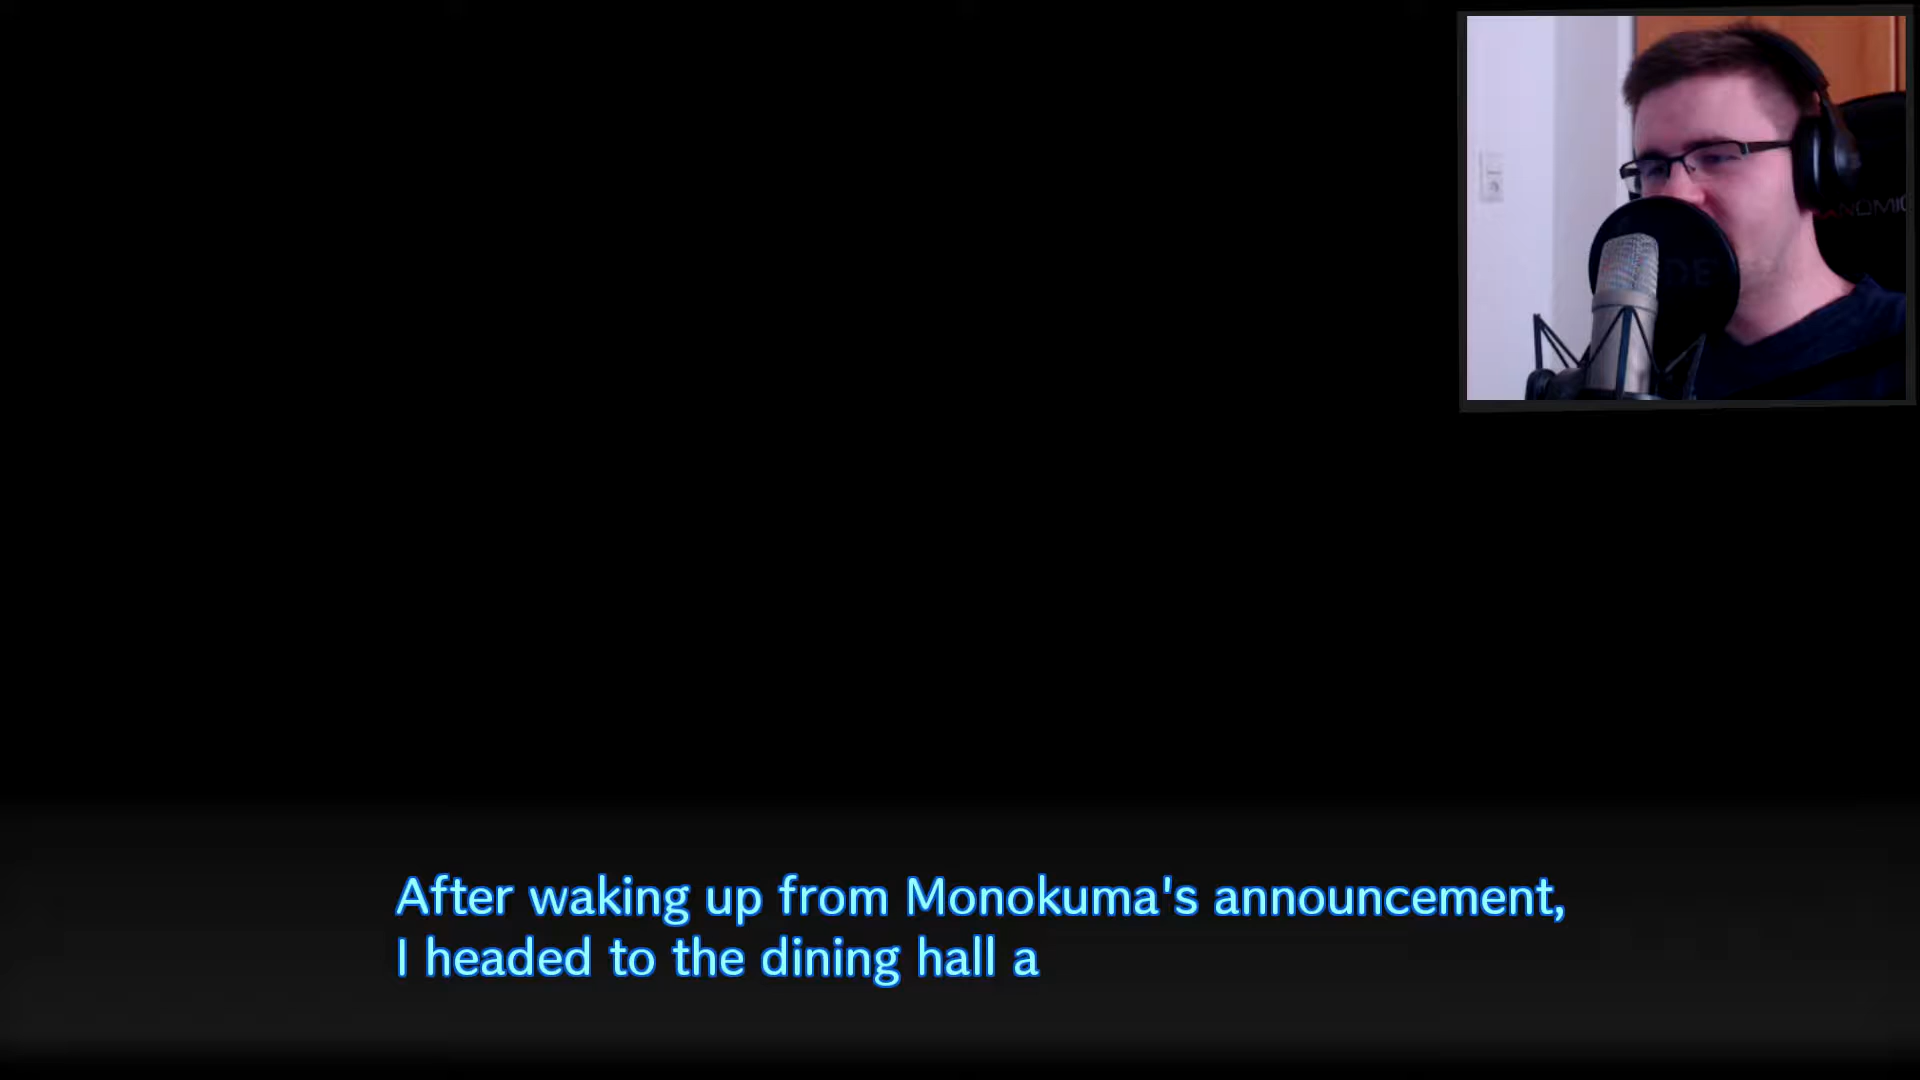 After waking up from Monokuma's announcement,
I headed to the dining hall a